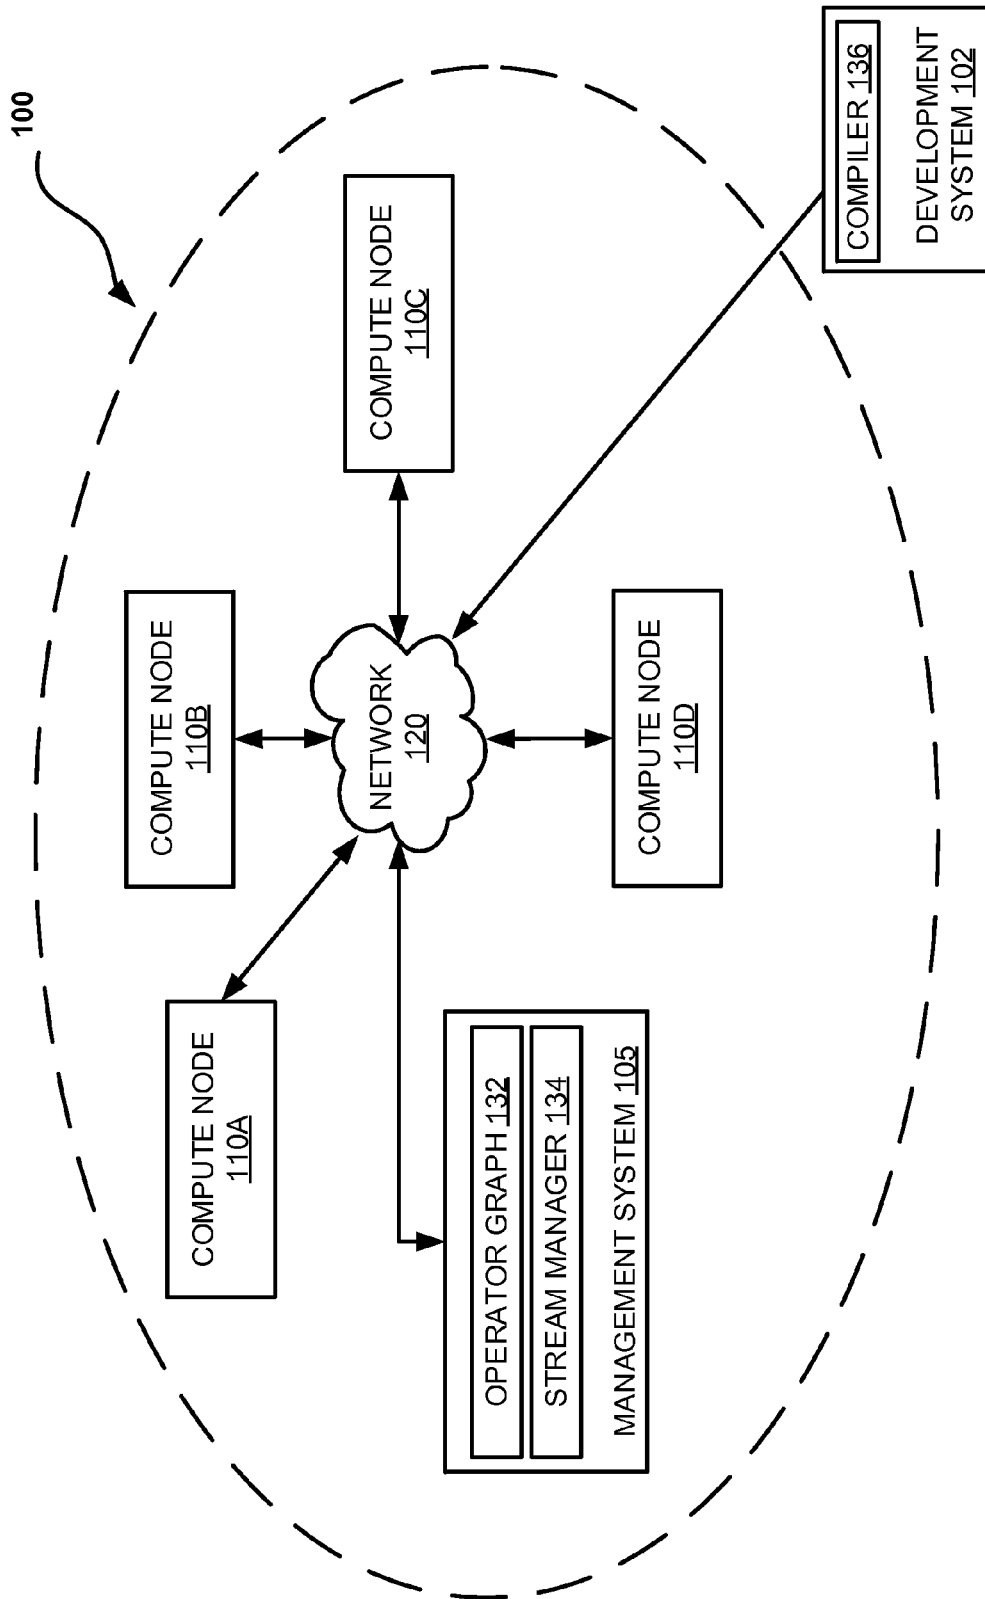 100
COMPUTE NODE
110A
COMPUTE NODE
110B
COMPUTE NODE
110C
NETWORK
120
OPERATOR GRAPH 132
STREAM MANAGER 134
MANAGEMENT SYSTEM 105
COMPUTE NODE
110D
COMPILER 136
DEVELOPMENT
SYSTEM 102